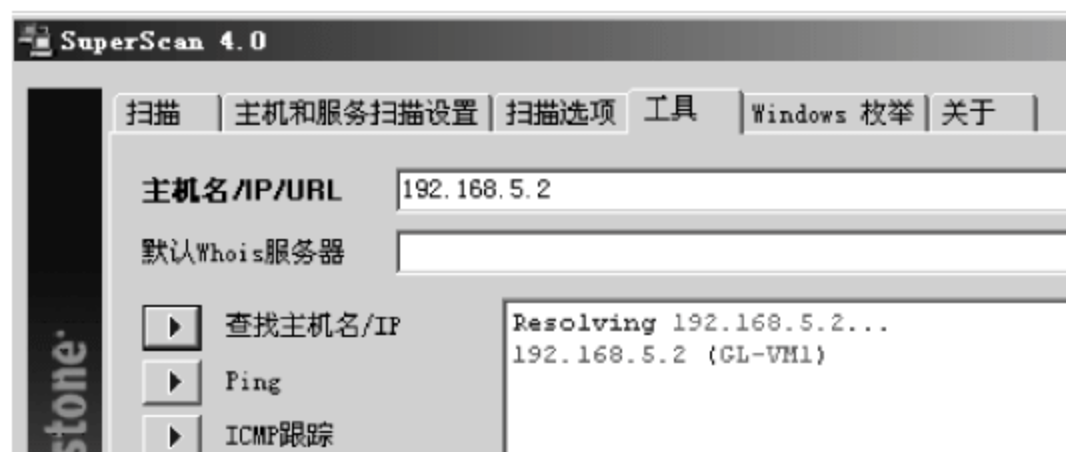 SuperScan 4.0
扫描 主机和服务扫描设置 扫描选项 工具 Windows 枚举 关于
主机名/IP/URL 192.168.5.2
默认Whois服务器
查找主机名/IP
Resolving 192.168.5.2...
192.168.5.2 (GL-VM1)
Ping
ICMP跟踪
stone